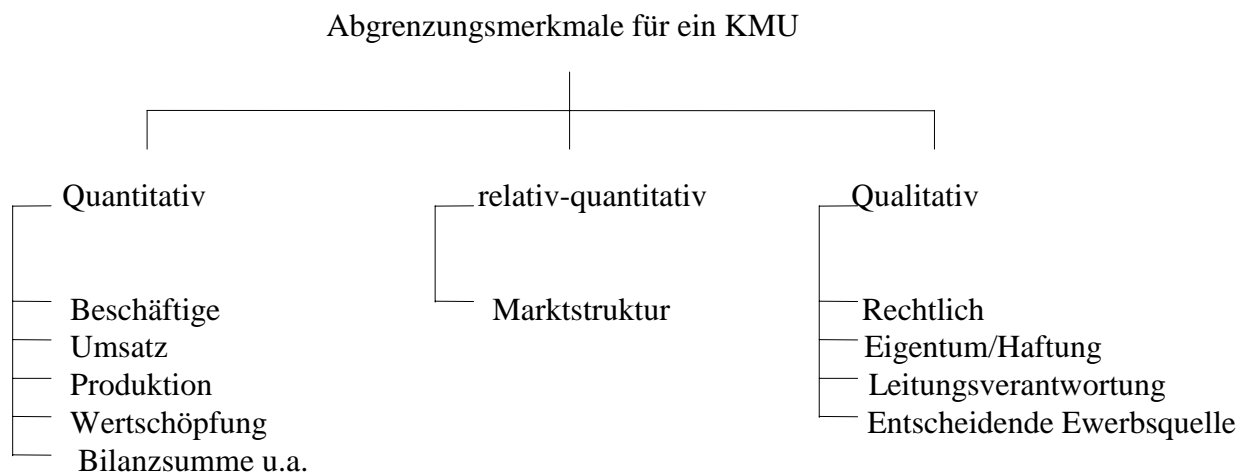 Abgrenzungsmerkmale für ein KMU
Quantitativ
Beschäftige
Umsatz
Produktion
Wertschöpfung
Bilanzsumme u.a.
relativ-quantitativ
Marktstruktur
Qualitativ
Rechtlich
Eigentum/Haftung
Leitungsverantwortung
Entscheidende Ewerbsquelle